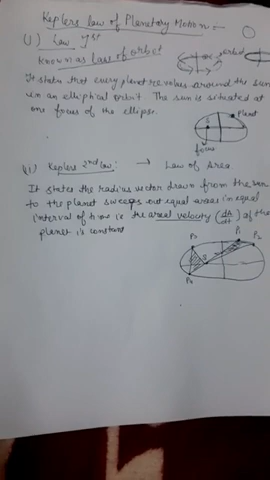 Keplers law of Planetary Motion:-
(i) Law 1st
Known as Law of orbit
orbit
It states that every planet revolves around the sun
in an elliptical orbit. The sun is situated at
one focus of the ellipse.
Planet
S
focus
(ii) Keplers 2nd law: → Law of Area.
It states the radius vector drawn from the sun
to the planet sweeps out equal areas in equal
interval of time i.e the areal velocity (dA/dt) of the
planet is constant
P3 P1 P2
S
P4